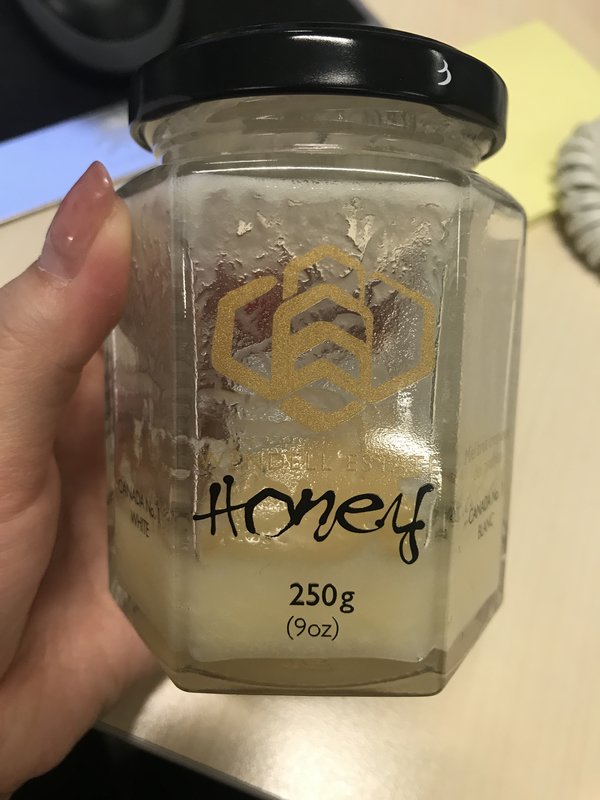 Honey
250g
(9oz)
CANADA No. 1
WHITE
CANADA No. 1
BLANC